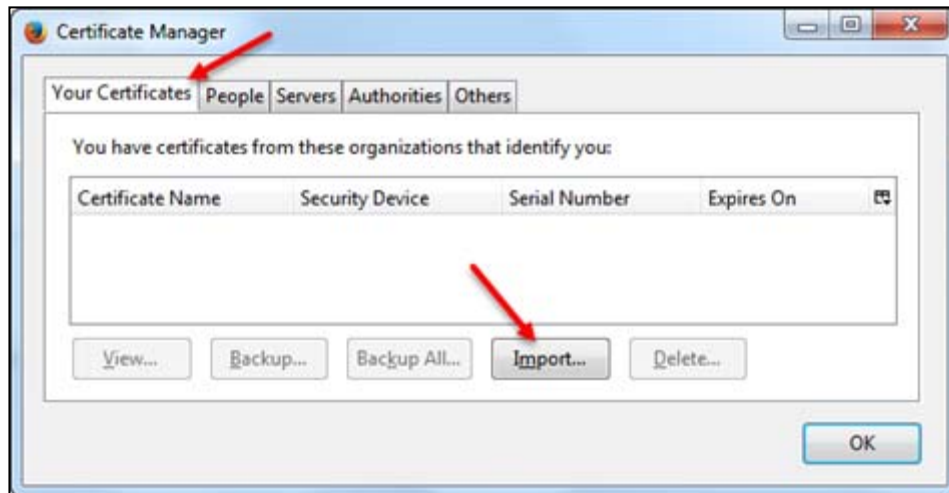 Certificate Manager
Your Certificates People Servers Authorities Others
You have certificates from these organizations that identify you:
Certificate Name Security Device Serial Number Expires On
View... Backup... Backup All... Import... Delete...
OK